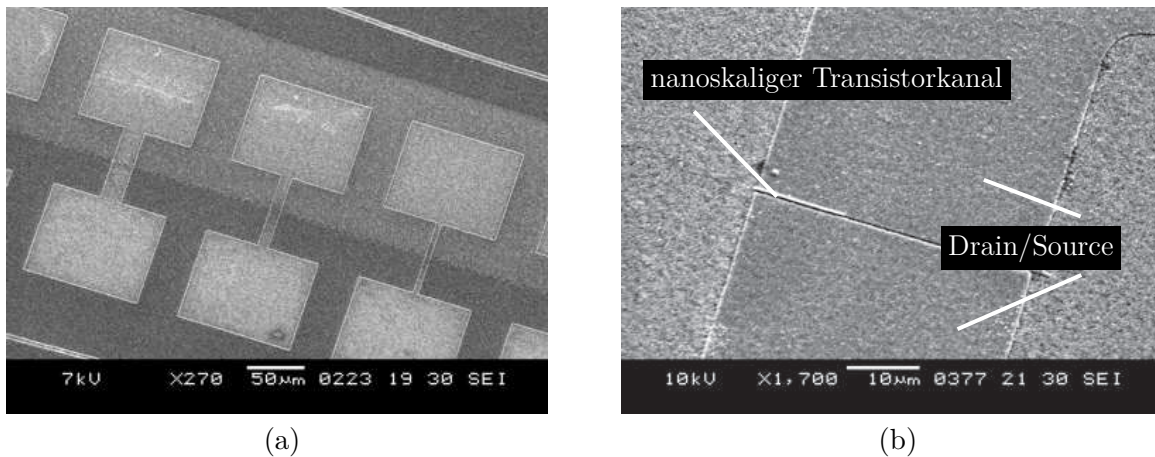 nanoskaliger Transistorkanal
Drain/Source
7kV X270 50µm 0223 19 30 SEI
10kV X1,700 10µm 0377 21 30 SEI
(a)
(b)